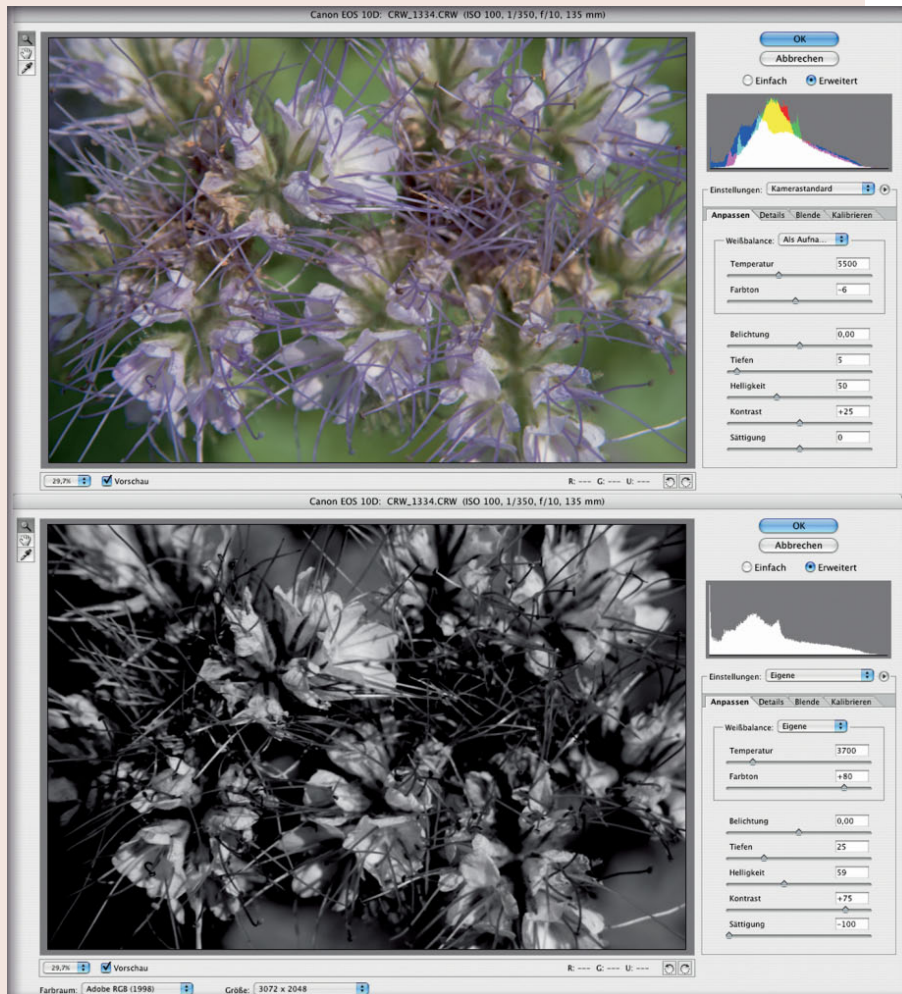 Canon EOS 10D: CRW_1334.CRW (ISO 100, 1/350, f/10, 135 mm)
OK
Abbrechen
Einfach Erweitert
Einstellungen: Kamerastandard
Anpassen Details Blende Kalibrieren
Weißbalance: Als Aufna...
Temperatur 5500
Farbton -6
Belichtung 0,00
Tiefen 5
Helligkeit 50
Kontrast +25
Sättigung 0
29,7% Vorschau R: --- G: --- U: ---
Canon EOS 10D: CRW_1334.CRW (ISO 100, 1/350, f/10, 135 mm)
OK
Abbrechen
Einfach Erweitert
Einstellungen: Eigene
Anpassen Details Blende Kalibrieren
Weißbalance: Eigene
Temperatur 3700
Farbton +80
Belichtung 0,00
Tiefen 25
Helligkeit 59
Kontrast +75
Sättigung -100
29,7% Vorschau R: --- G: --- U: ---
Farbraum: Adobe RGB (1998) Größe: 3072 x 2048